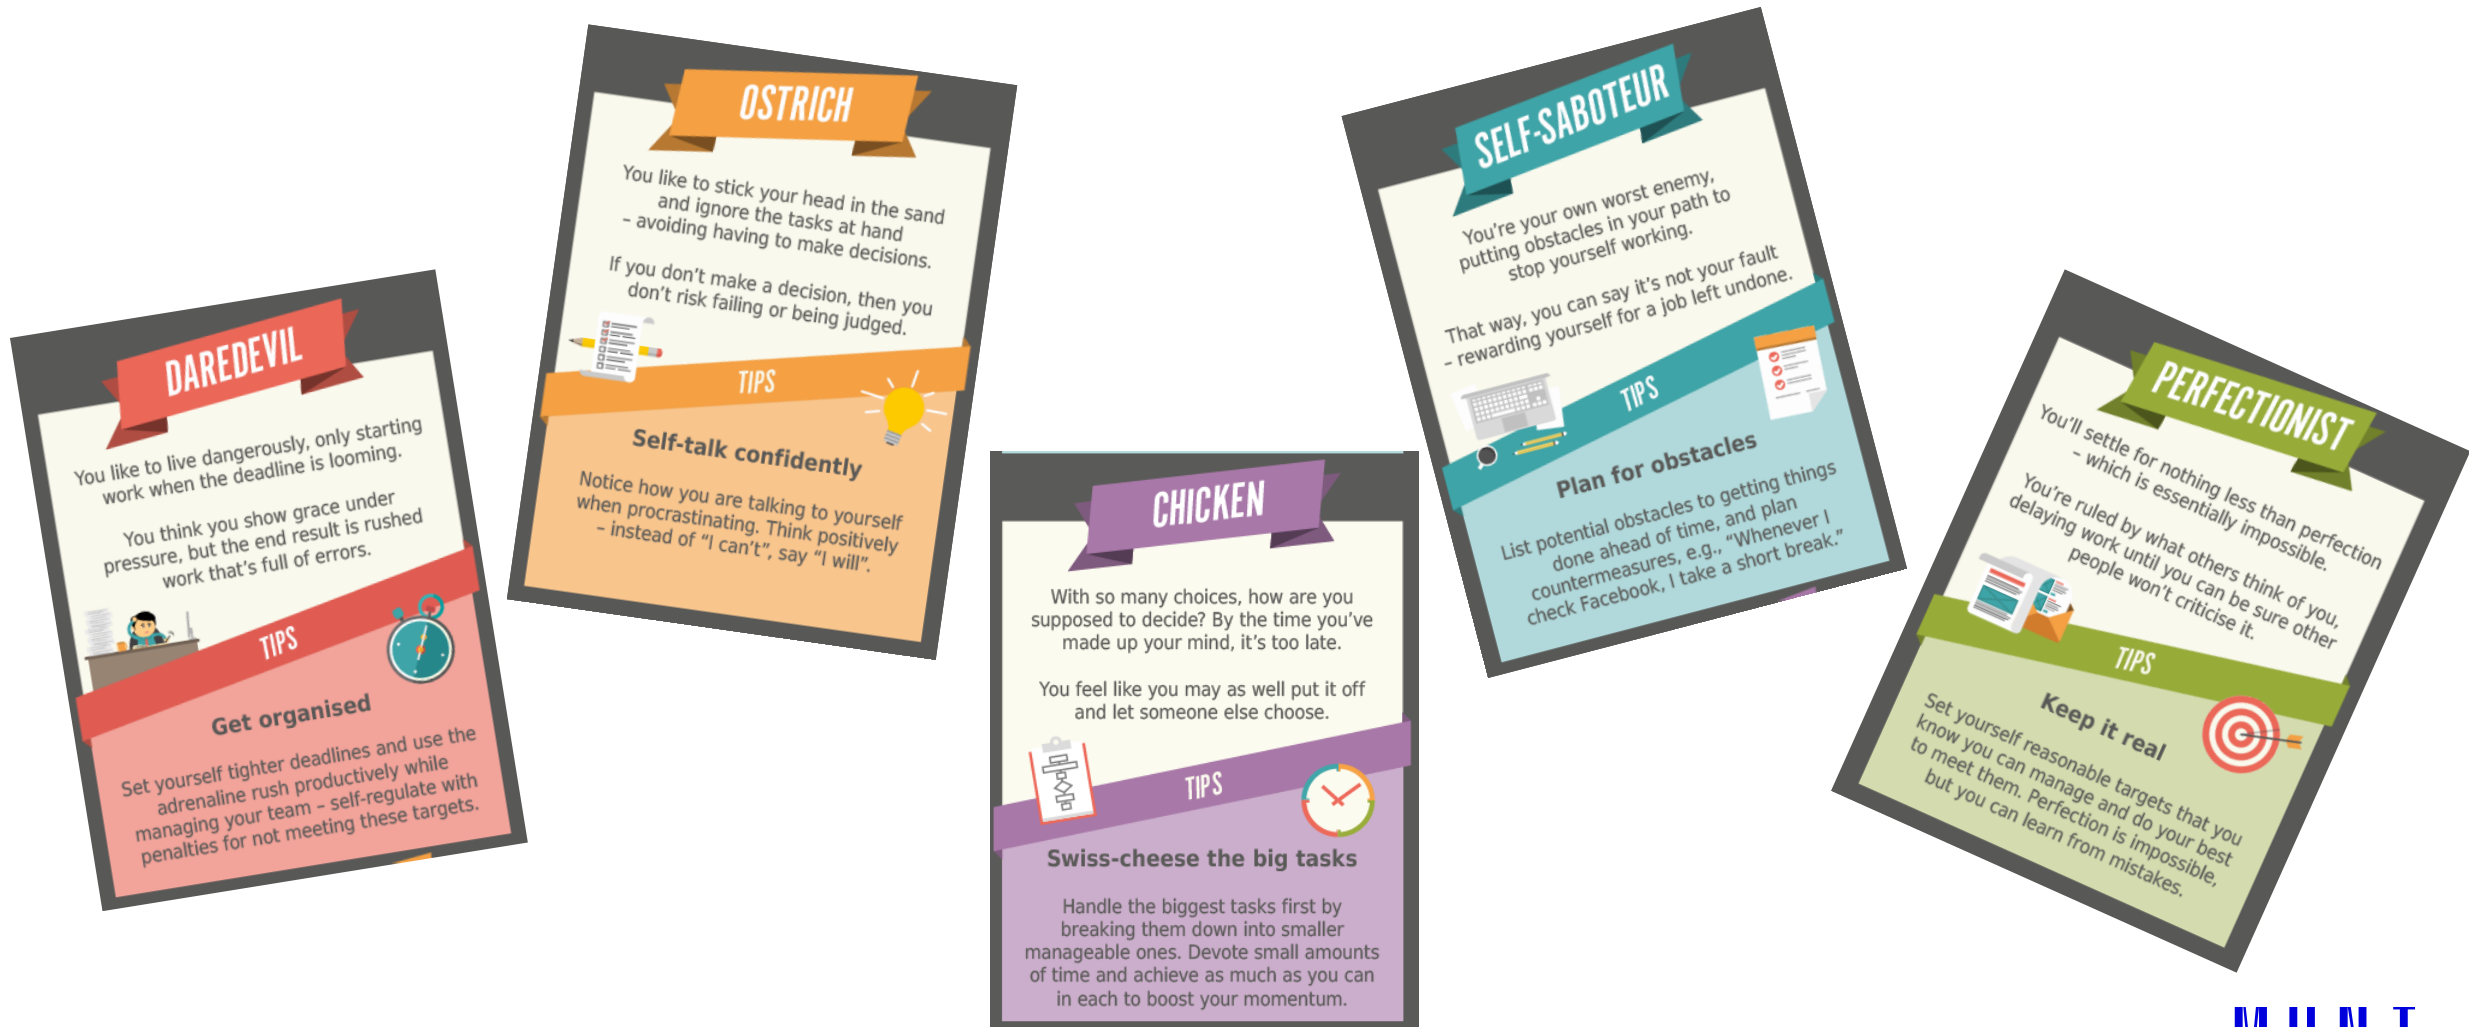 DAREDEVIL
You like to live dangerously, only starting
work when the deadline is looming.
You think you show grace under
pressure, but the end result is rushed
work that's full of errors.
TIPS
Get organised
Set yourself tighter deadlines and use the
adrenaline rush productively while
managing your team – self-regulate with
penalties for not meeting these targets.
OSTRICH
You like to stick your head in the sand
and ignore the tasks at hand
– avoiding having to make decisions.
If you don't make a decision, then you
don't risk failing or being judged.
TIPS
Self-talk confidently
Notice how you are talking to yourself
when procrastinating. Think positively
– instead of “I can't”, say “I will”.
CHICKEN
With so many choices, how are you
supposed to decide? By the time you've
made up your mind, it's too late.
You feel like you may as well put it off
and let someone else choose.
TIPS
Swiss-cheese the big tasks
Handle the biggest tasks first by
breaking them down into smaller
manageable ones. Devote small amounts
of time and achieve as much as you can
in each to boost your momentum.
SELF-SABOTEUR
You're your own worst enemy,
putting obstacles in your path to
stop yourself working.
That way, you can say it's not your fault
– rewarding yourself for a job left undone.
TIPS
Plan for obstacles
List potential obstacles to getting things
done ahead of time, and plan
countermeasures, e.g., “Whenever I
check Facebook, I take a short break.”
PERFECTIONIST
You'll settle for nothing less than perfection
– which is essentially impossible.
You're ruled by what others think of you,
delaying work until you can be sure other
people won't criticise it.
TIPS
Keep it real
Set yourself reasonable targets that you
know you can manage and do your best
to meet them. Perfection is impossible,
but you can learn from mistakes.